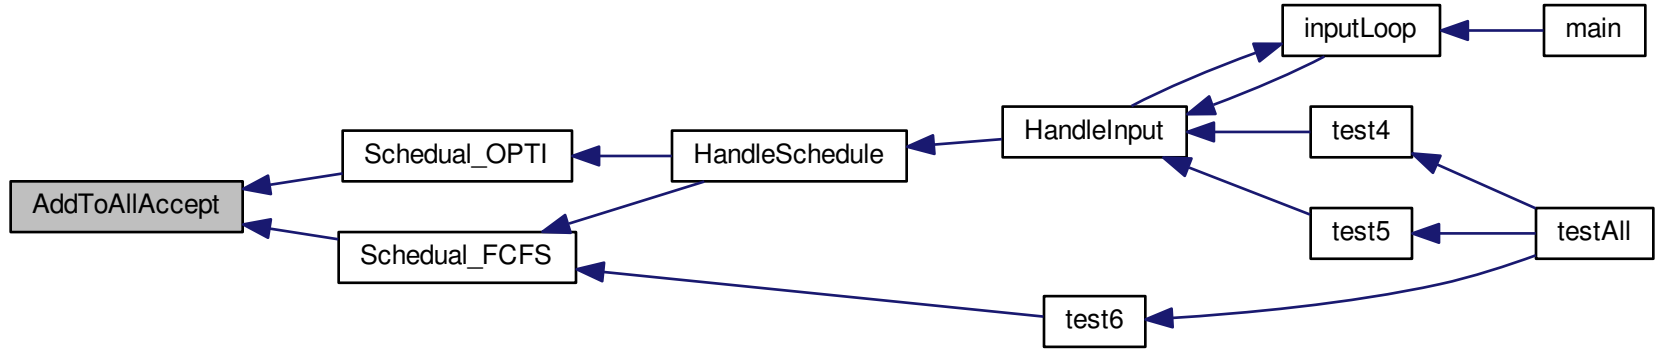 AddToAllAccept
Schedual_OPTI
Schedual_FCFS
HandleSchedule
HandleInput
test6
inputLoop
test4
test5
main
testAll